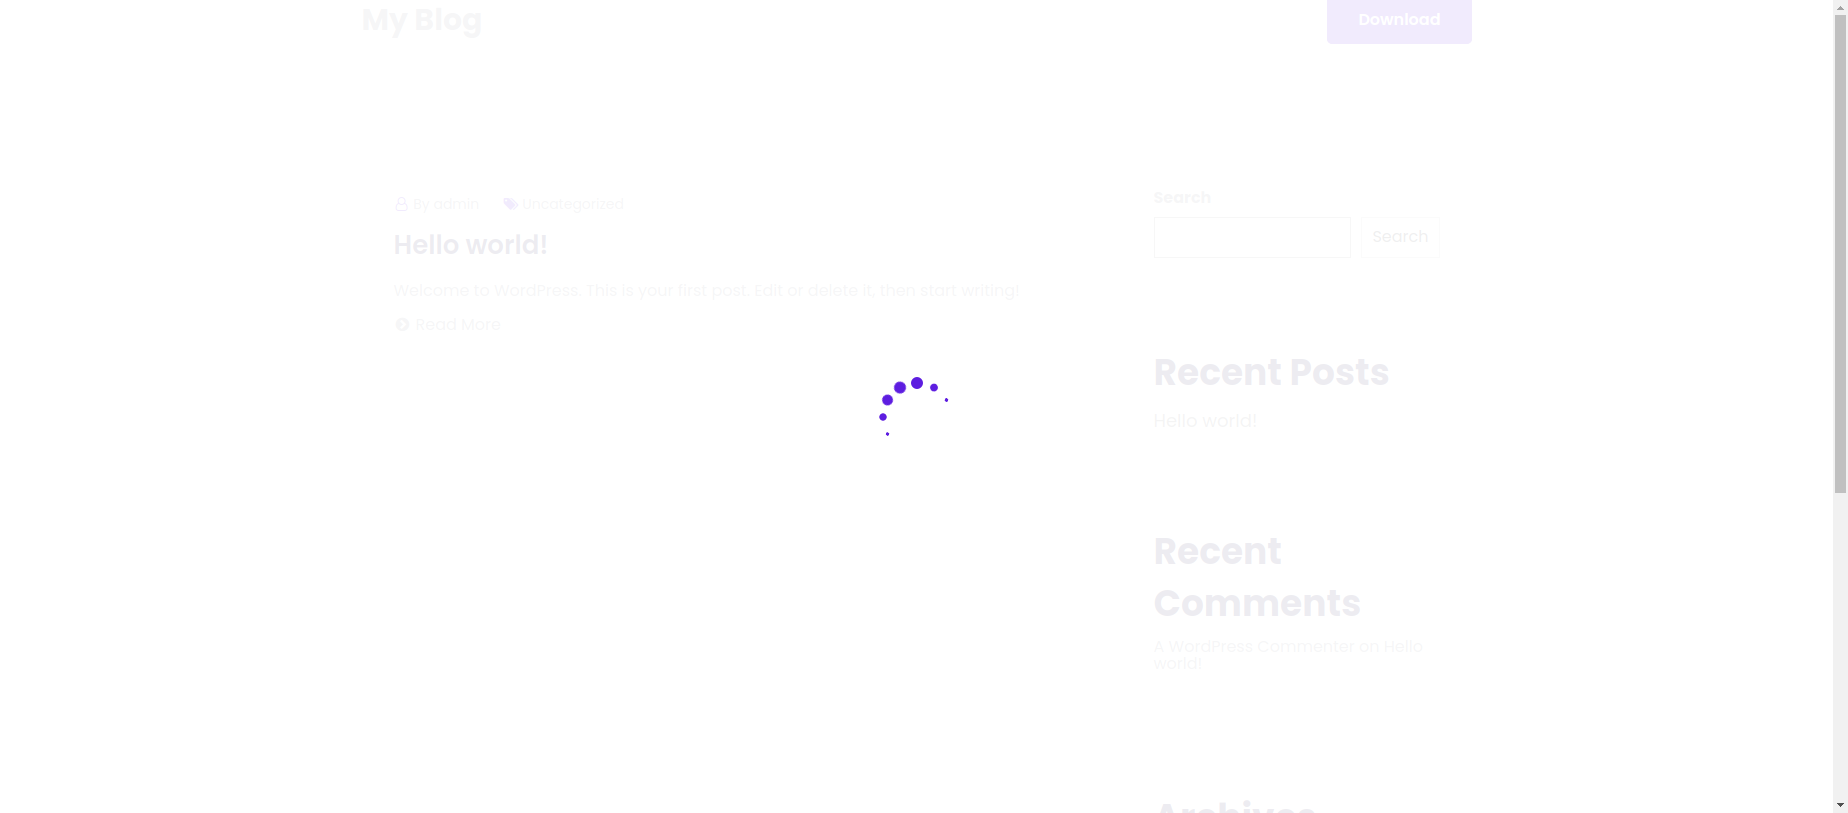 My Blog
Download
By admin Uncategorized
Hello world!
Welcome to WordPress. This is your first post. Edit or delete it, then start writing!
Read More
Search
Search
Recent Posts
Hello world!
Recent
Comments
A WordPress Commenter on Hello
world!
Archives